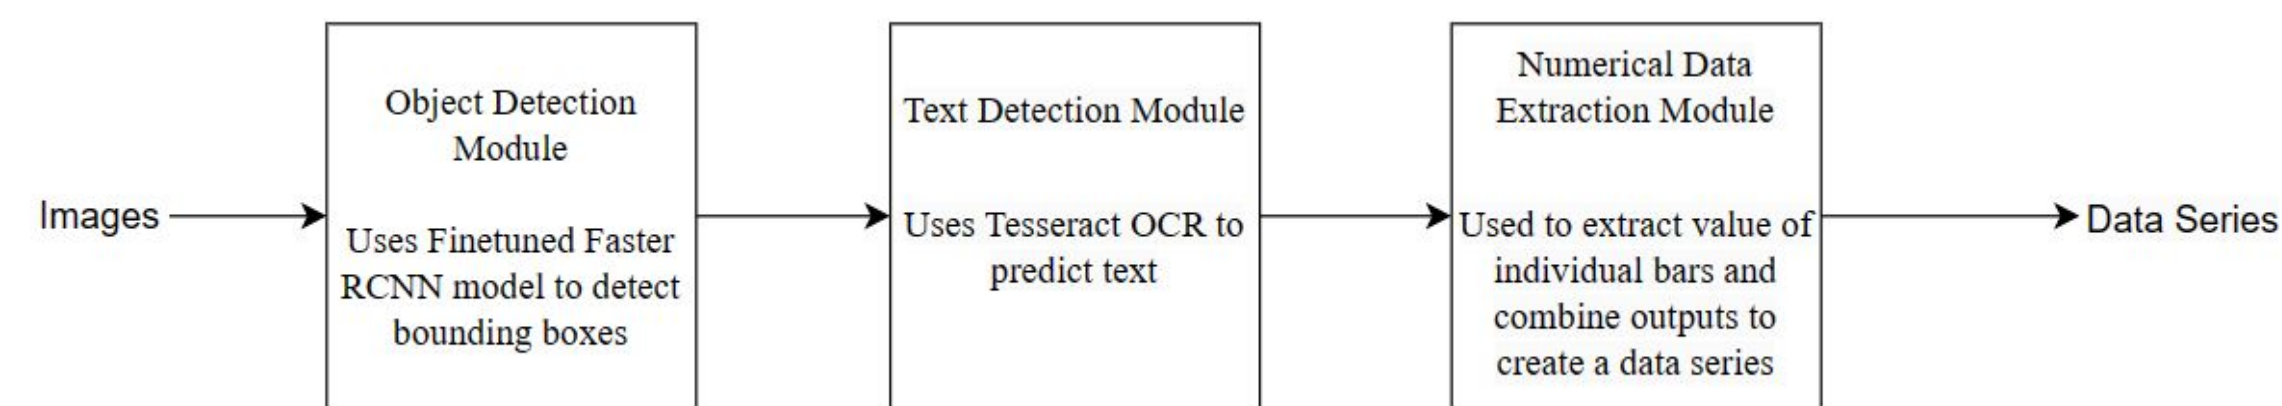 Images
Object Detection
Module
Uses Finetuned Faster
RCNN model to detect
bounding boxes
Text Detection Module
Uses Tesseract OCR to
predict text
Numerical Data
Extraction Module
Used to extract value of
individual bars and
combine outputs to
create a data series
Data Series